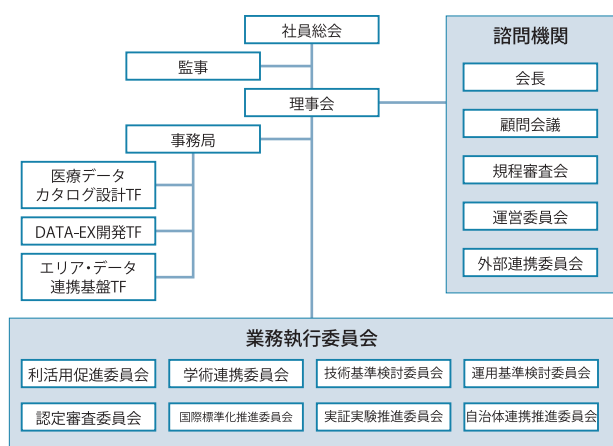 社員総会
監事
理事会
事務局
医療データ
カタログ設計TF
DATA-EX開発TF
エリア・データ
連携基盤TF
諮問機関
会長
顧問会議
規程審査会
運営委員会
外部連携委員会
業務執行委員会
利活用促進委員会
学術連携委員会
技術基準検討委員会
運用基準検討委員会
認定審査委員会
国際標準化推進委員会
実証実験推進委員会
自治体連携推進委員会